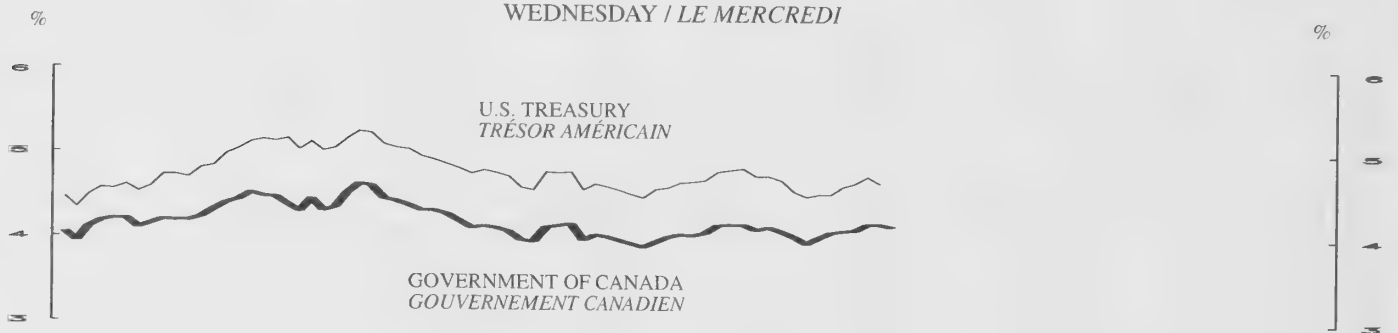 WEDNESDAY / LE MERCREDI
%
%
6
6
U.S. TREASURY
TRÉSOR AMÉRICAIN
5
5
4
4
GOVERNMENT OF CANADA
GOUVERNEMENT CANADIEN
3
3